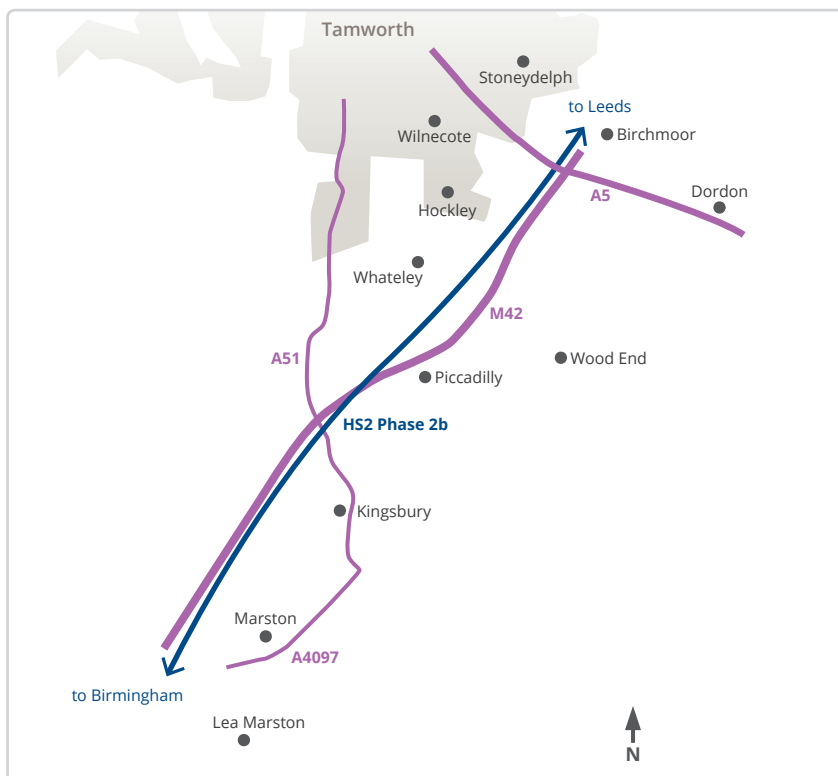 Tamworth
Stoneydelph
to Leeds
Wilnecote
Birchmoor
Dordon
A5
Hockley
Whateley
M42
A51
Wood End
Piccadilly
HS2 Phase 2b
Kingsbury
Marston
A4097
to Birmingham
Lea Marston
N